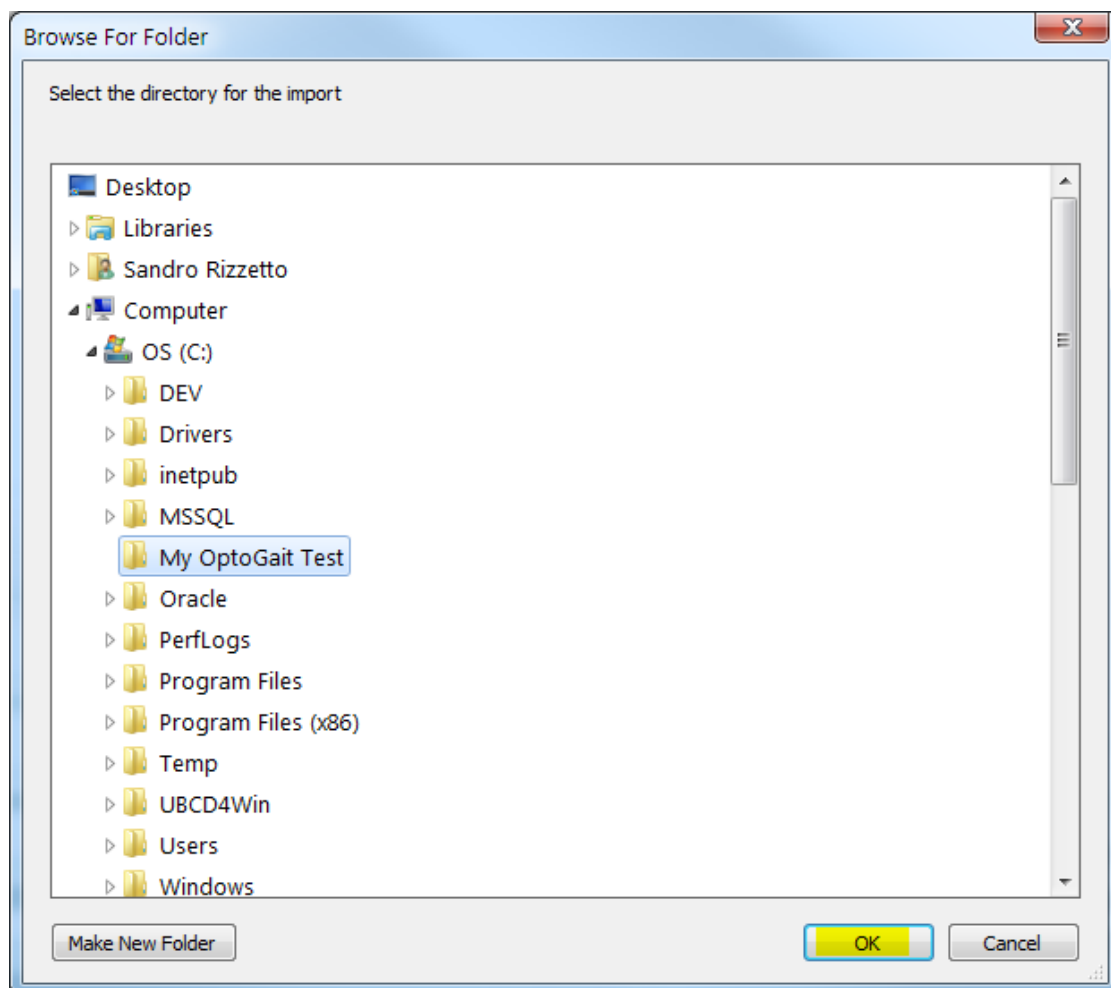 Browse For Folder
Select the directory for the import
Desktop
Libraries
Sandro Rizzetto
Computer
OS (C:)
DEV
Drivers
inetpub
MSSQL
My OptoGait Test
Oracle
PerfLogs
Program Files
Program Files (x86)
Temp
UBCD4Win
Users
Windows
Make New Folder OK Cancel